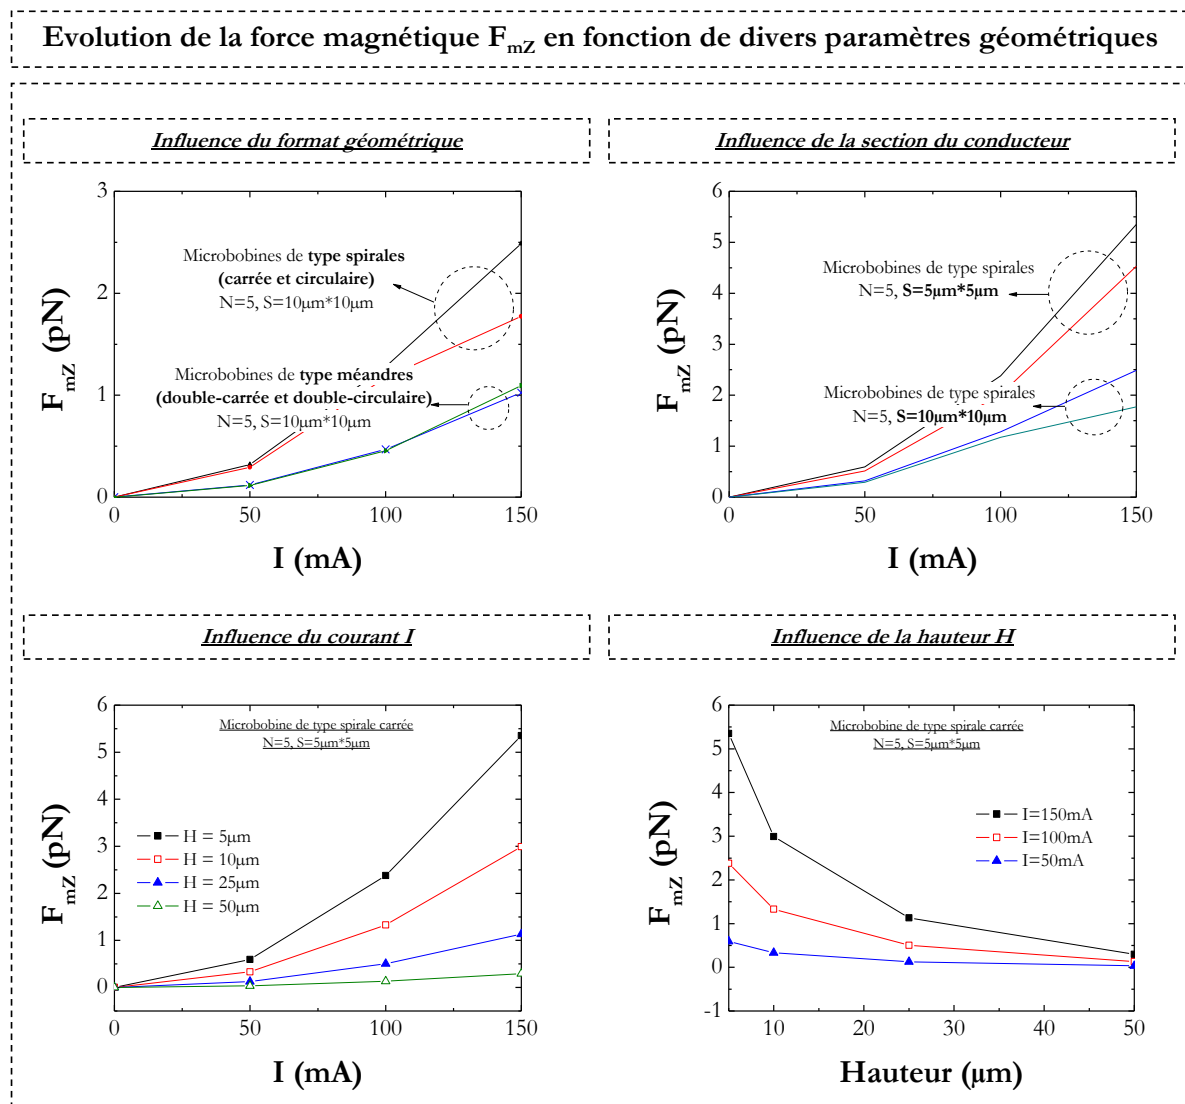 Evolution de la force magnétique FmZ en fonction de divers paramètres géométriques
Influence du format géométrique
3
2
1
0
0
50
100
150
FmZ (pN)
I (mA)
Microbobines de type spirales
(carrée et circulaire)
N=5, S=10µm*10µm
Microbobines de type méandres
(double-carrée et double-circulaire)
N=5, S=10µm*10µm
Influence de la section du conducteur
6
5
4
3
2
1
0
0
50
100
150
FmZ (pN)
I (mA)
Microbobines de type spirales
N=5, S=5µm*5µm
Microbobines de type spirales
N=5, S=10µm*10µm
Influence du courant I
6
5
4
3
2
1
0
0
50
100
150
FmZ (pN)
I (mA)
Microbobine de type spirale carrée
N=5, S=5µm*5µm
H = 5µm
H = 10µm
H = 25µm
H = 50µm
Influence de la hauteur H
6
5
4
3
2
1
0
-1
10
20
30
40
50
FmZ (pN)
Hauteur (µm)
Microbobine de type spirale carrée
N=5, S=5µm*5µm
I=150mA
I=100mA
I=50mA